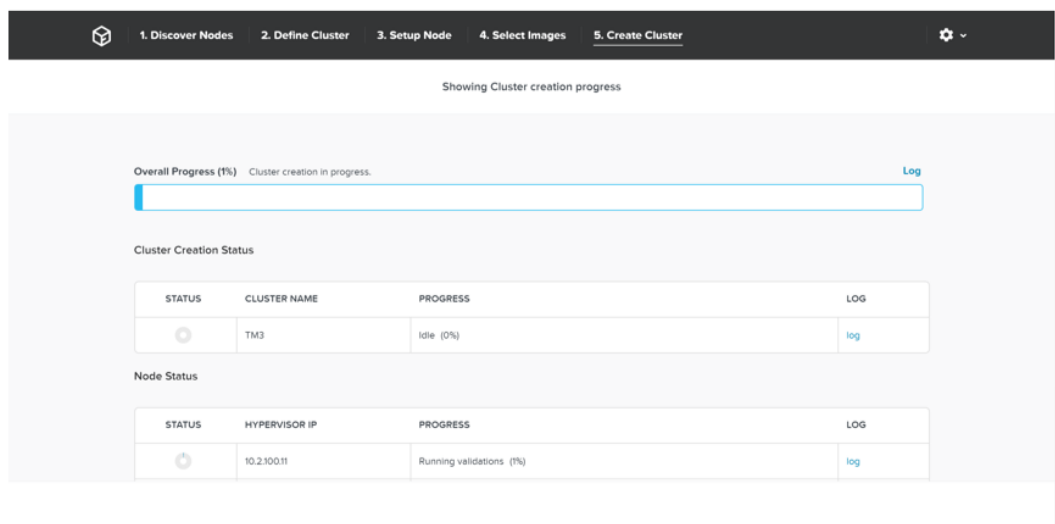 1. Discover Nodes 2. Define Cluster 3. Setup Node 4. Select Images 5. Create Cluster
Showing Cluster creation progress
Overall Progress (1%) Cluster creation in progress. Log
Cluster Creation Status
STATUS CLUSTER NAME PROGRESS LOG
TM3 Idle (0%) log
Node Status
STATUS HYPERVISOR IP PROGRESS LOG
10.2.100.11 Running validations (1%) log